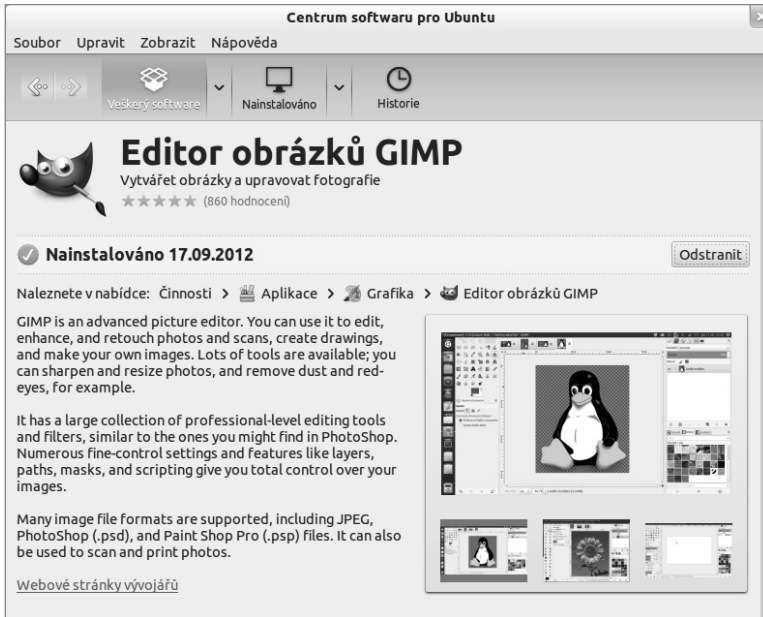 Centrum softwaru pro Ubuntu
Soubor Upravit Zobrazit Nápověda
Veškerý software Nainstalováno Historie
Editor obrázků GIMP
Vytvářet obrázky a upravovat fotografie
(860 hodnocení)
Nainstalováno 17.09.2012 Odstranit
Naleznete v nabídce: Činnosti > Aplikace > Grafika > Editor obrázků GIMP
GIMP is an advanced picture editor. You can use it to edit,
enhance, and retouch photos and scans, create drawings,
and make your own images. Lots of tools are available; you
can sharpen and resize photos, and remove dust and red-
eyes, for example.
It has a large collection of professional-level editing tools
and filters, similar to the ones you might find in PhotoShop.
Numerous fine-control settings and features like layers,
paths, masks, and scripting give you total control over your
images.
Many image file formats are supported, including JPEG,
PhotoShop (.psd), and Paint Shop Pro (.psp) files. It can also
be used to scan and print photos.
Webové stránky vývojářů